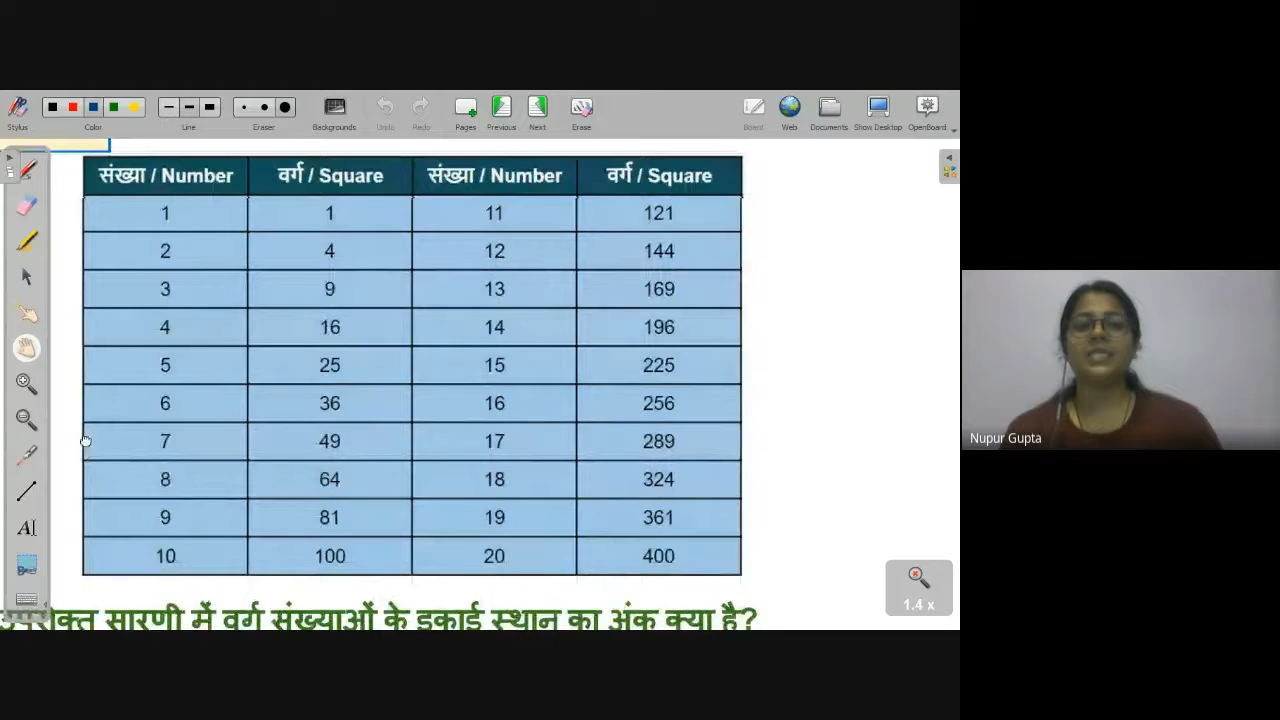 Stylus
Color
Line
Eraser
Backgrounds
Undo
Redo
Pages
Previous
Next
Erase
Board
Web
Documents
Show Desktop
OpenBoard
संख्या / Number वर्ग / Square संख्या / Number वर्ग / Square
1 1 11 121
2 4 12 144
3 9 13 169
4 16 14 196
5 25 15 225
6 36 16 256
7 49 17 289
8 64 18 324
9 81 19 361
10 100 20 400
सारणी में वर्ग संख्याओं के इकाई स्थान का अंक क्या है?
1.4 x
Nupur Gupta